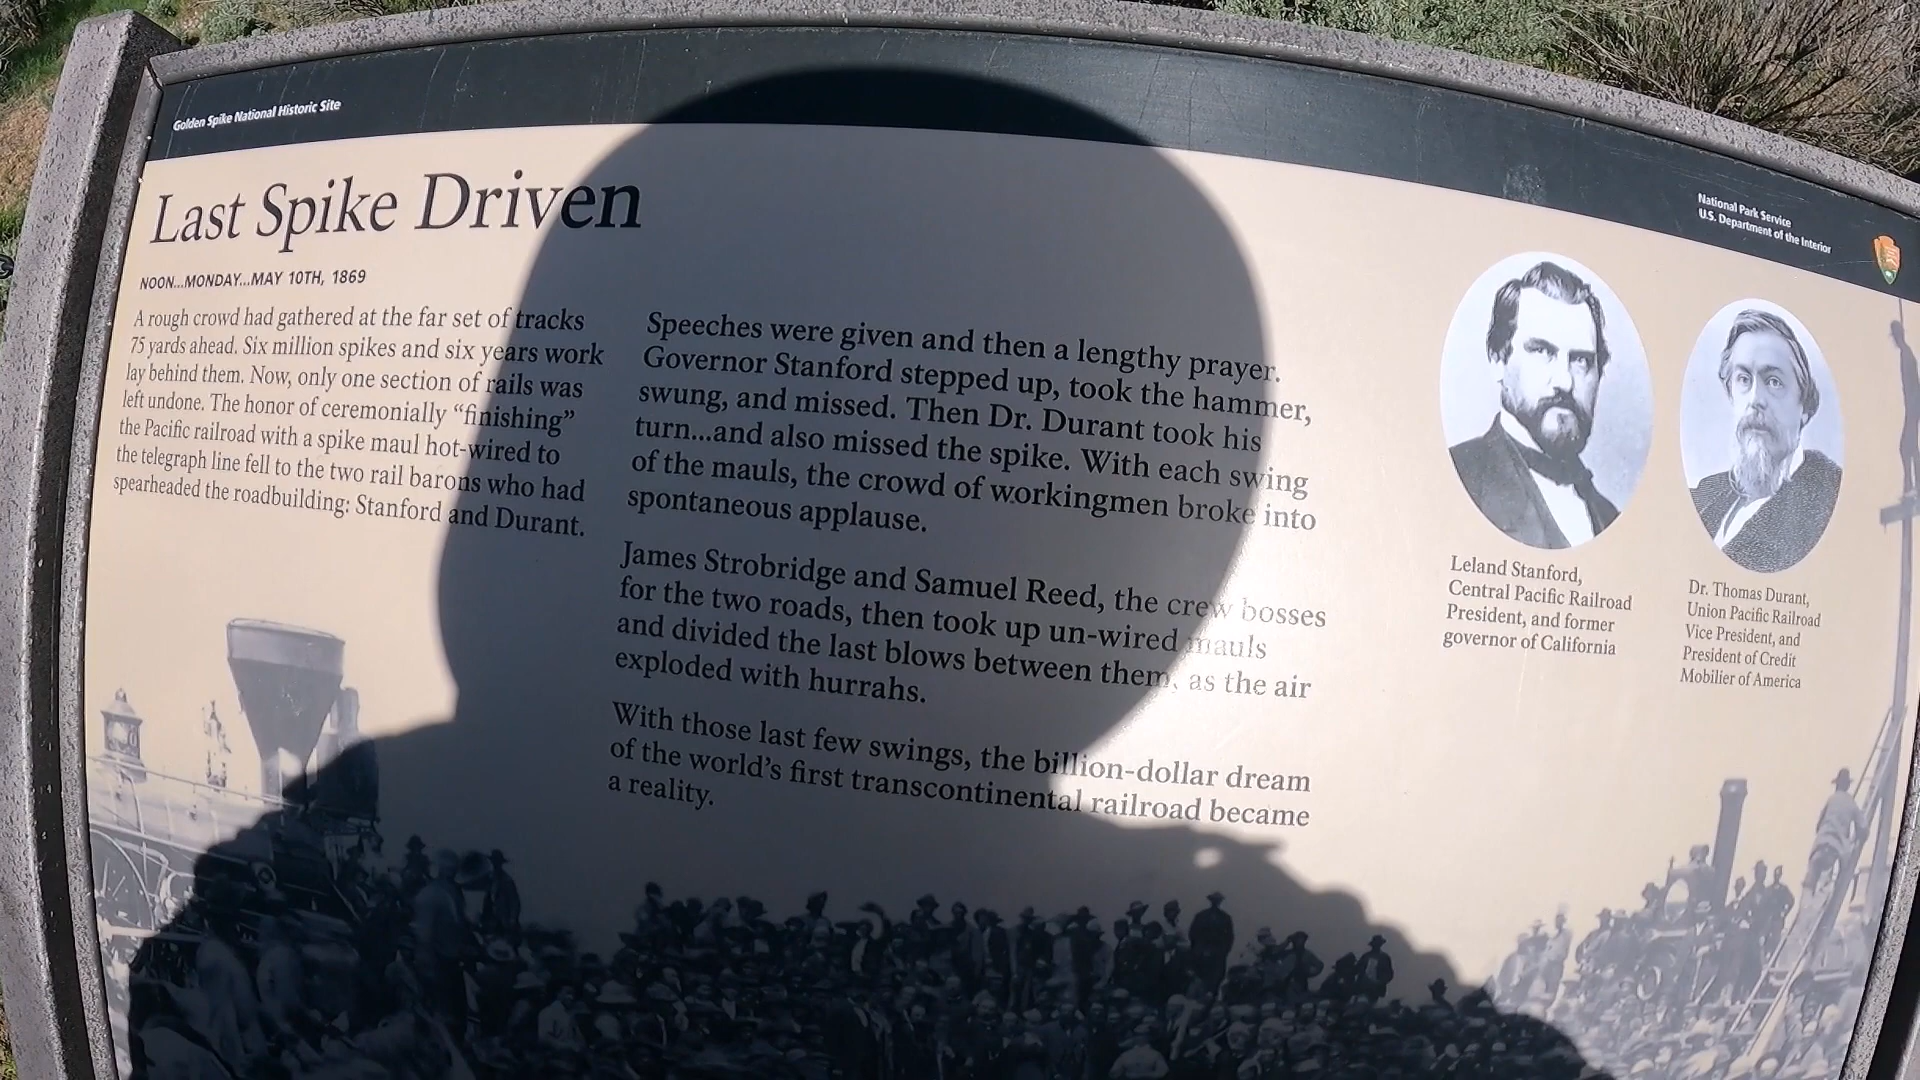 Golden Spike National Historic Site
National Park Service
U.S. Department of the Interior
Last Spike Driven
NOON...MONDAY...MAY 10TH, 1869
A rough crowd had gathered at the far set of tracks
75 yards ahead. Six million spikes and six years work
lay behind them. Now, only one section of rails was
left undone. The honor of ceremonially “finishing”
the Pacific railroad with a spike maul hot-wired to
the telegraph line fell to the two rail barons who had
spearheaded the roadbuilding: Stanford and Durant.
Speeches were given and then a lengthy prayer.
Governor Stanford stepped up, took the hammer,
swung, and missed. Then Dr. Durant took his
turn...and also missed the spike. With each swing
of the mauls, the crowd of workingmen broke into
spontaneous applause.
James Strobridge and Samuel Reed, the crew bosses
for the two roads, then took up un-wired mauls
and divided the last blows between them, as the air
exploded with hurrahs.
With those last few swings, the billion-dollar dream
of the world’s first transcontinental railroad became
a reality.
Leland Stanford,
Central Pacific Railroad
President, and former
governor of California
Dr. Thomas Durant,
Union Pacific Railroad
Vice President, and
President of Credit
Mobilier of America